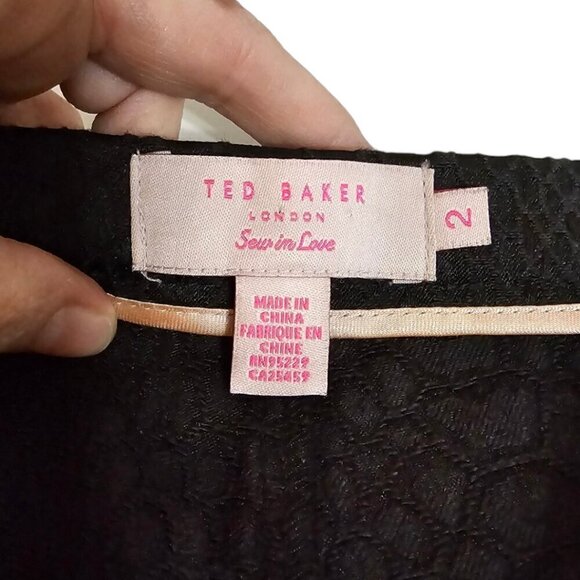 TED BAKER
LONDON
Sew in Love
2
MADE IN
CHINA
FABRIQUE EN
CHINE
RN95229
CA25459